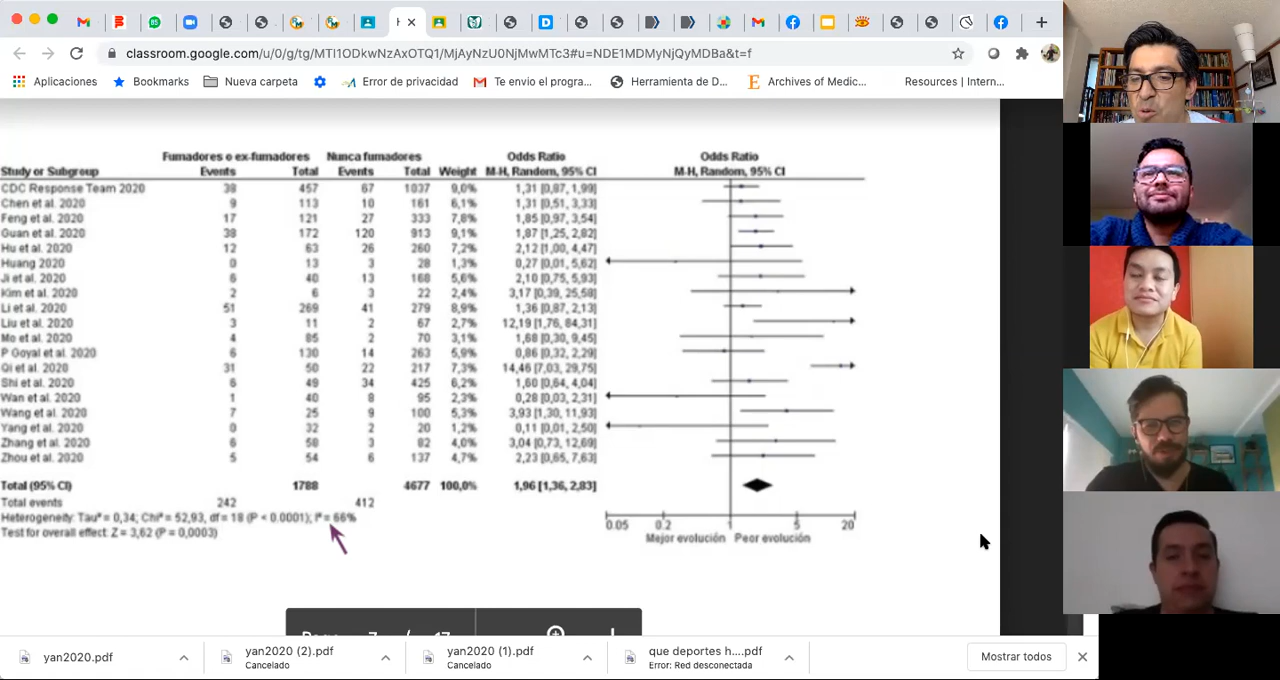 classroom.google.com/u/0/g/tg/MTI1ODkwNzAxOTQ1/MjAyNzU0NjMwMTc3#u=NDE1MDMyNjQyMDBa&t=f
Aplicaciones Bookmarks Nueva carpeta Error de privacidad Te envio el progra... Herramienta de D... Archives of Medic... Resources | Intern...
Fumadores o ex-fumadores Nunca fumadores Odds Ratio Odds Ratio
Study or Subgroup Events Total Events Total Weight M-H, Random, 95% CI M-H, Random, 95% CI
CDC Response Team 2020 38 457 67 1037 9,0% 1,31 [0,87, 1,99]
Chen et al. 2020 9 113 10 161 6,1% 1,31 [0,51, 3,33]
Feng et al. 2020 17 121 27 333 7,8% 1,85 [0,97, 3,54]
Guan et al. 2020 38 172 120 913 9,1% 1,87 [1,25, 2,82]
Hu et al. 2020 12 63 26 260 7,2% 2,12 [1,00, 4,47]
Huang 2020 0 13 3 28 1,3% 0,27 [0,01, 5,62]
Ji et al. 2020 6 40 13 168 5,6% 2,10 [0,75, 5,93]
Kim et al. 2020 2 6 3 22 2,4% 3,17 [0,39, 25,58]
Li et al. 2020 51 269 41 279 8,9% 1,36 [0,87, 2,13]
Liu et al. 2020 3 11 2 67 2,7% 12,19 [1,76, 84,31]
Mo et al. 2020 4 85 2 70 3,1% 1,68 [0,30, 9,45]
P Goyal et al. 2020 6 130 14 263 5,9% 0,86 [0,32, 2,29]
Qi et al. 2020 31 50 22 217 7,3% 14,46 [7,03, 29,75]
Shi et al. 2020 6 49 34 425 6,2% 1,60 [0,64, 4,04]
Wan et al. 2020 1 40 8 95 2,3% 0,28 [0,03, 2,31]
Wang et al. 2020 7 25 9 100 5,3% 3,93 [1,30, 11,93]
Yang et al. 2020 0 32 2 20 1,2% 0,11 [0,01, 2,50]
Zhang et al. 2020 6 58 3 82 4,0% 3,04 [0,73, 12,69]
Zhou et al. 2020 5 54 6 137 4,7% 2,23 [0,65, 7,63]
Total (95% CI) 1788 4677 100,0% 1,96 [1,36, 2,83]
Total events 242 412
Heterogeneity: Tau² = 0,34; Chi² = 52,93, df = 18 (P < 0.0001); I² = 66%
Test for overall effect: Z = 3,62 (P = 0,0003)
0.05 0.2 1 5 20
Mejor evolución Peor evolución
yan2020.pdf
yan2020 (2).pdf
Cancelado
yan2020 (1).pdf
Cancelado
que deportes h....pdf
Error: Red desconectada
Mostrar todos